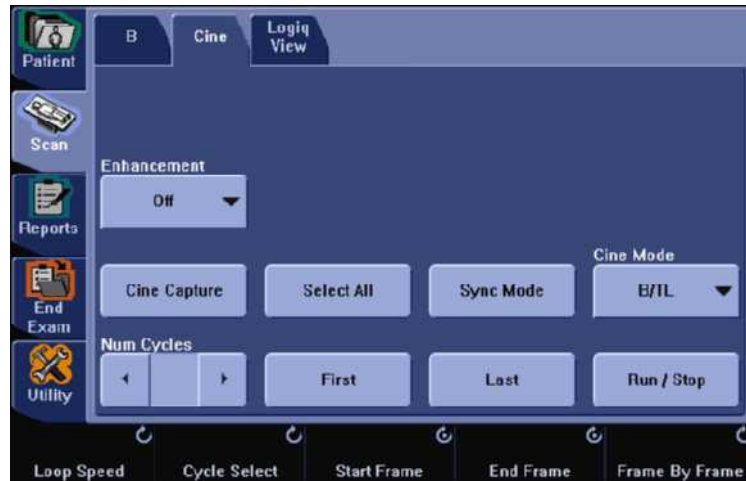 Patient
B
Cine
Logiq
View
Scan
Enhancement
Off
Reports
Cine Mode
Cine Capture
Select All
Sync Mode
B/TL
End
Exam
Num Cycles
First
Last
Run / Stop
Utility
Loop Speed
Cycle Select
Start Frame
End Frame
Frame By Frame